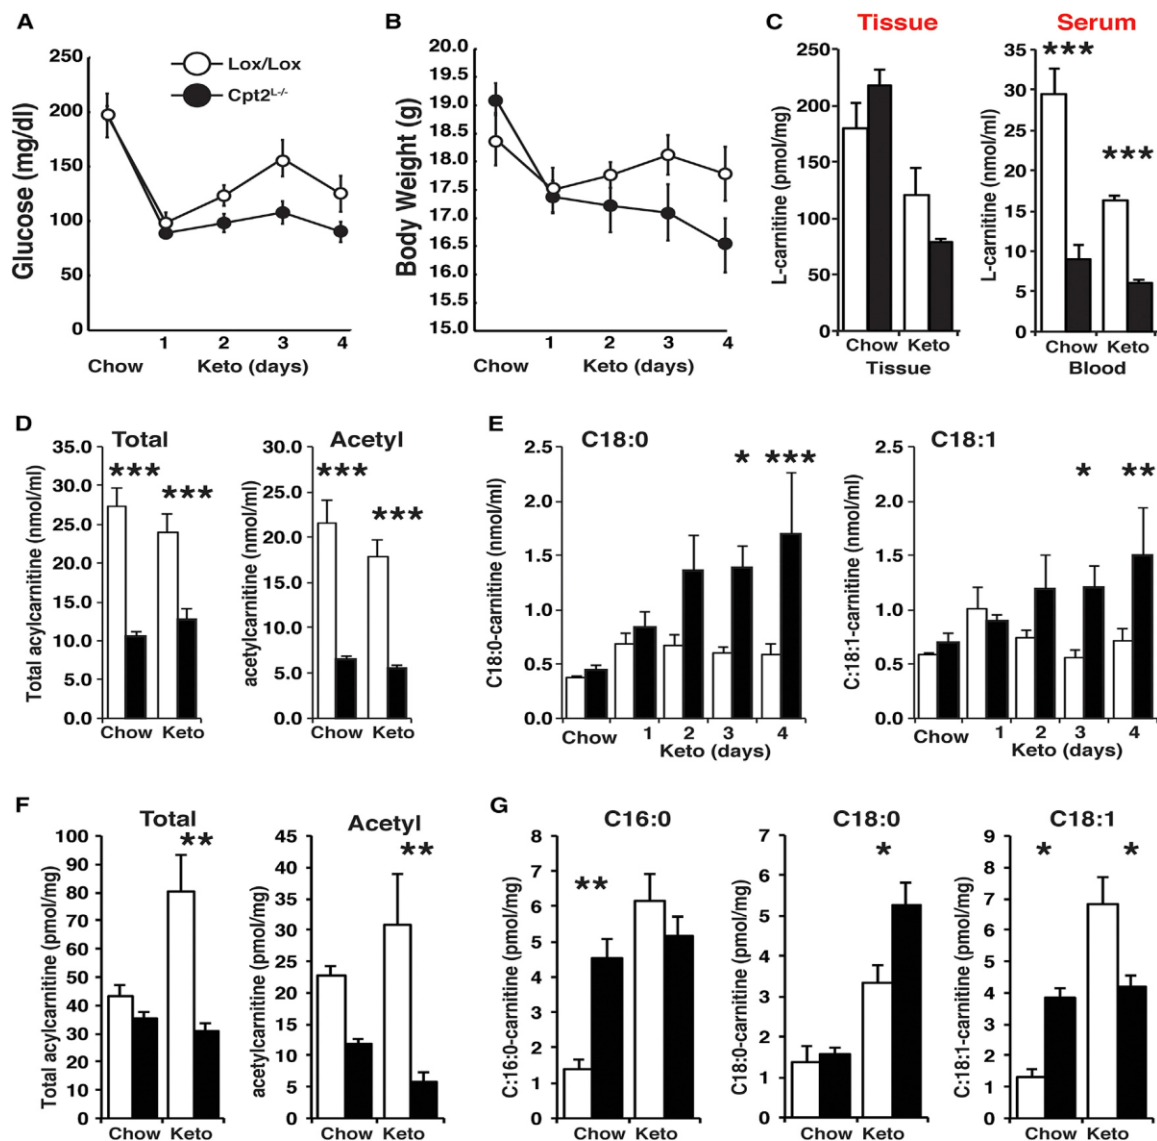 A
Glucose (mg/dl)
250
200
150
100
50
0
Lox/Lox
Cpt2L-/-
1 2 3 4
Chow Keto (days)
B
Body Weight (g)
20.0
19.5
19.0
18.5
18.0
17.5
17.0
16.5
16.0
15.5
15.0
1 2 3 4
Chow Keto (days)
C
Tissue
L-carnitine (pmol/mg)
250
200
150
100
50
0
Chow Keto
Tissue
Serum
L-carnitine (nmol/ml)
35
30
25
20
15
10
5
0
***
***
Chow Keto
Blood
D
Total
Total acylcarnitine (nmol/ml)
35.0
30.0
25.0
20.0
15.0
10.0
5.0
0.0
***
***
Chow Keto
Acetyl
acetylcarnitine (nmol/ml)
30.0
25.0
20.0
15.0
10.0
5.0
0.0
***
***
Chow Keto
E
C18:0
C18:0-carnitine (nmol/ml)
2.5
2.0
1.5
1.0
0.5
0.0
* ***
Chow 1 2 3 4
Keto (days)
C18:1
C:18:1-carnitine (nmol/ml)
2.5
2.0
1.5
1.0
0.5
0.0
* **
Chow 1 2 3 4
Keto (days)
F
Total
Total acylcarnitine (pmol/mg)
100
90
80
70
60
50
40
30
20
10
0
**
Chow Keto
Acetyl
acetylcarnitine (pmol/mg)
45
40
35
30
25
20
15
10
5
0
**
Chow Keto
G
C16:0
C:16:0-carnitine (pmol/mg)
8
7
6
5
4
3
2
1
0
**
Chow Keto
C18:0
C18:0-carnitine (pmol/mg)
7
6
5
4
3
2
1
0
*
Chow Keto
C18:1
C:18:1-carnitine (pmol/mg)
9
8
7
6
5
4
3
2
1
0
* *
Chow Keto